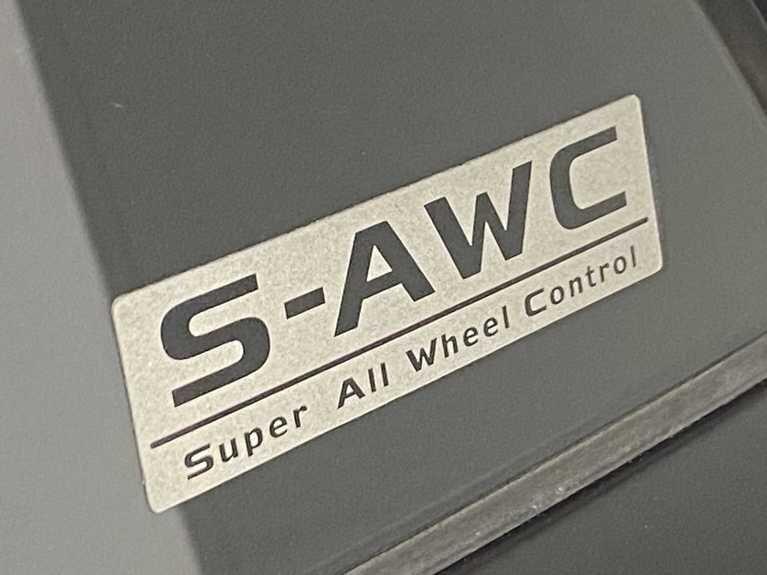 S-AWC
Super All Wheel Control